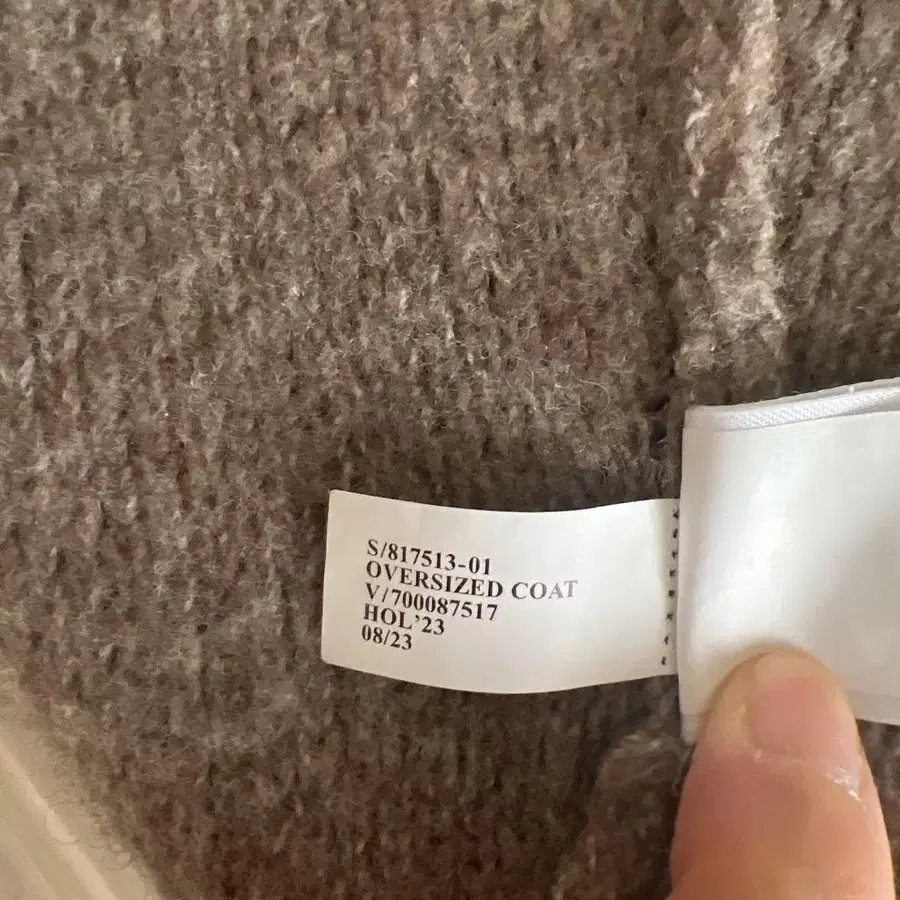 S/817513-01
OVERSIZED COAT
V/700087517
HOL'23
08/23